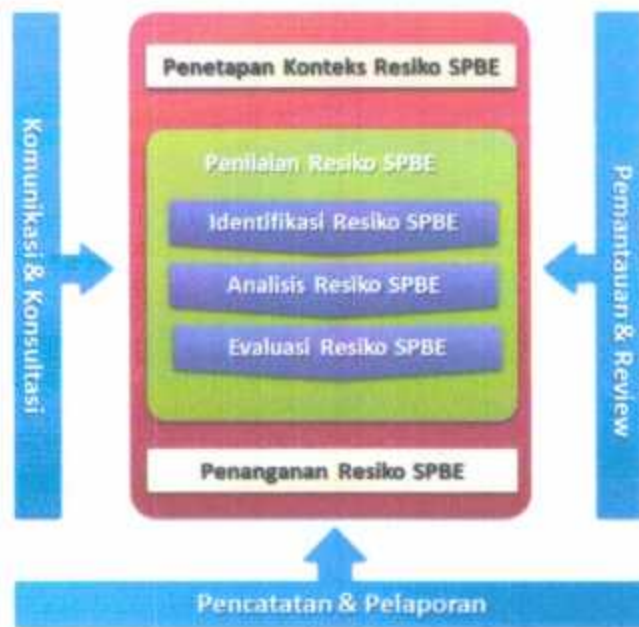 Penetapan Konteks Resiko SPBE
Komunikasi & Konsultasi
Penilaian Resiko SPBE
Identifikasi Resiko SPBE
Analisis Resiko SPBE
Evaluasi Resiko SPBE
Pemantauan & Review
Penanganan Resiko SPBE
Pencatatan & Pelaporan